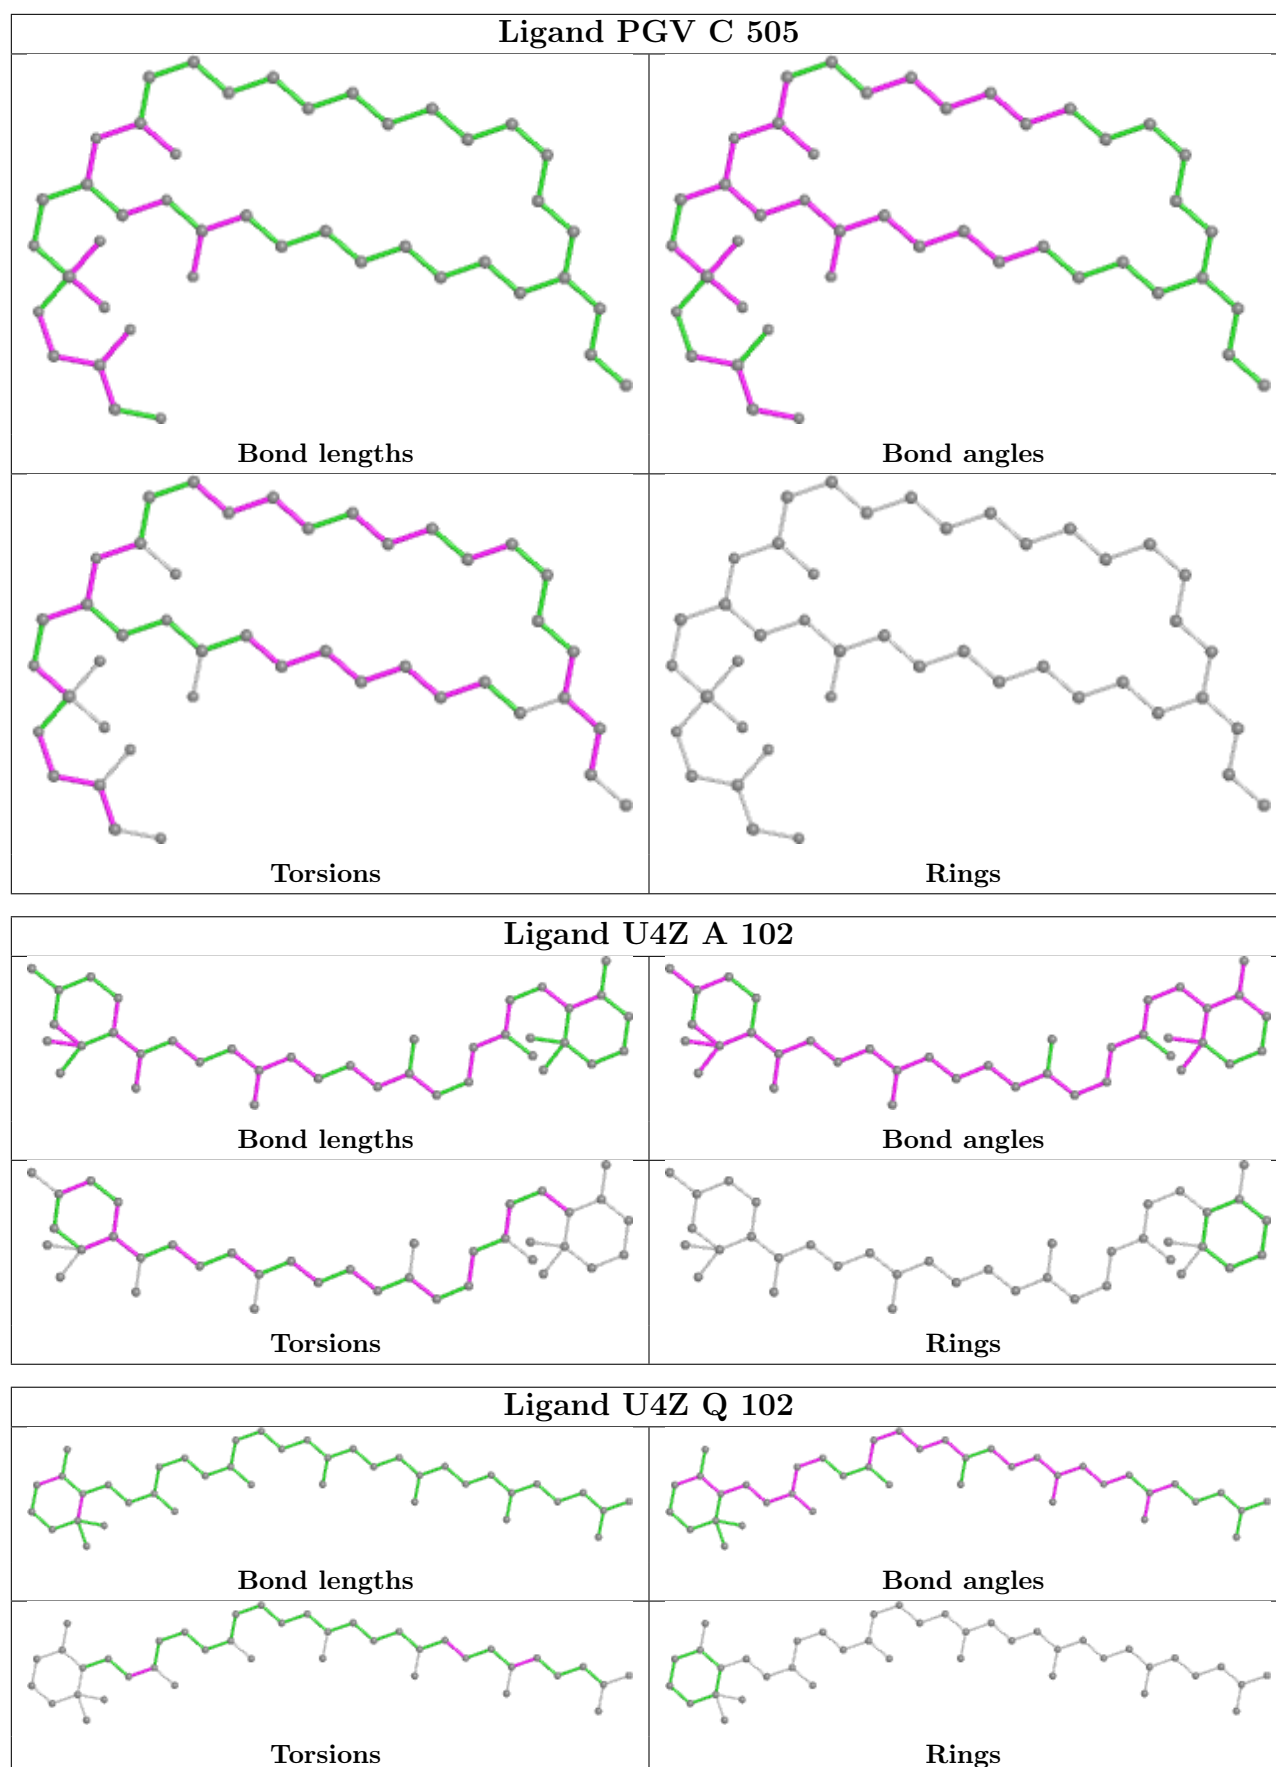 Ligand PGV C 505
Bond lengths
Bond angles
Torsions
Rings
Ligand U4Z A 102
Bond lengths
Bond angles
Torsions
Rings
Ligand U4Z Q 102
Bond lengths
Bond angles
Torsions
Rings